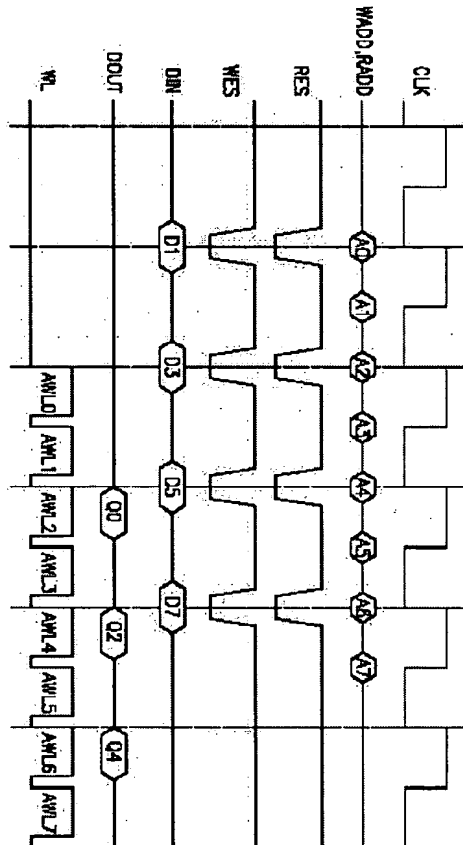 CLK
WADD,RADD A0 A1 A2 A3 A4 A5 A6 A7
RES
WES
DIN D1 D3 D5 D7
DOUT Q0 Q2 Q4
WL AWL0 AWL1 AWL2 AWL3 AWL4 AWL5 AWL6 AWL7